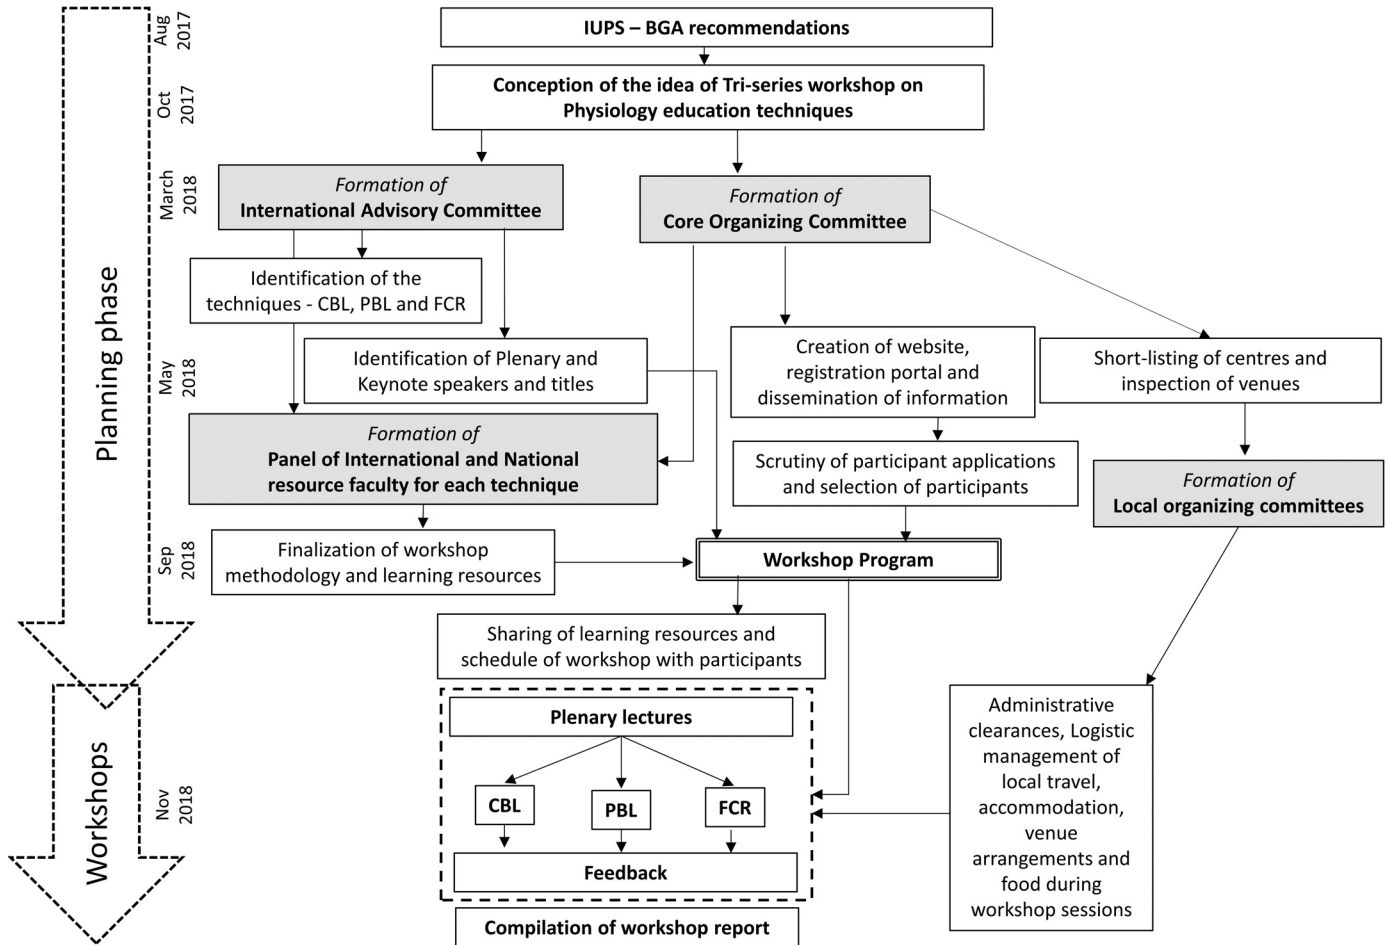 Aug
2017
Oct
2017
March
2018
May
2018
Sep
2018
Nov
2018
Planning phase
Workshops
IUPS – BGA recommendations
Conception of the idea of Tri-series workshop on
Physiology education techniques
Formation of
International Advisory Committee
Formation of
Core Organizing Committee
Identification of the
techniques - CBL, PBL and FCR
Identification of Plenary and
Keynote speakers and titles
Creation of website,
registration portal and
dissemination of information
Short-listing of centres and
inspection of venues
Formation of
Panel of International and National
resource faculty for each technique
Scrutiny of participant applications
and selection of participants
Formation of
Local organizing committees
Finalization of workshop
methodology and learning resources
Workshop Program
Sharing of learning resources and
schedule of workshop with participants
Plenary lectures
CBL
PBL
FCR
Feedback
Administrative
clearances, Logistic
management of
local travel,
accommodation,
venue
arrangements and
food during
workshop sessions
Compilation of workshop report